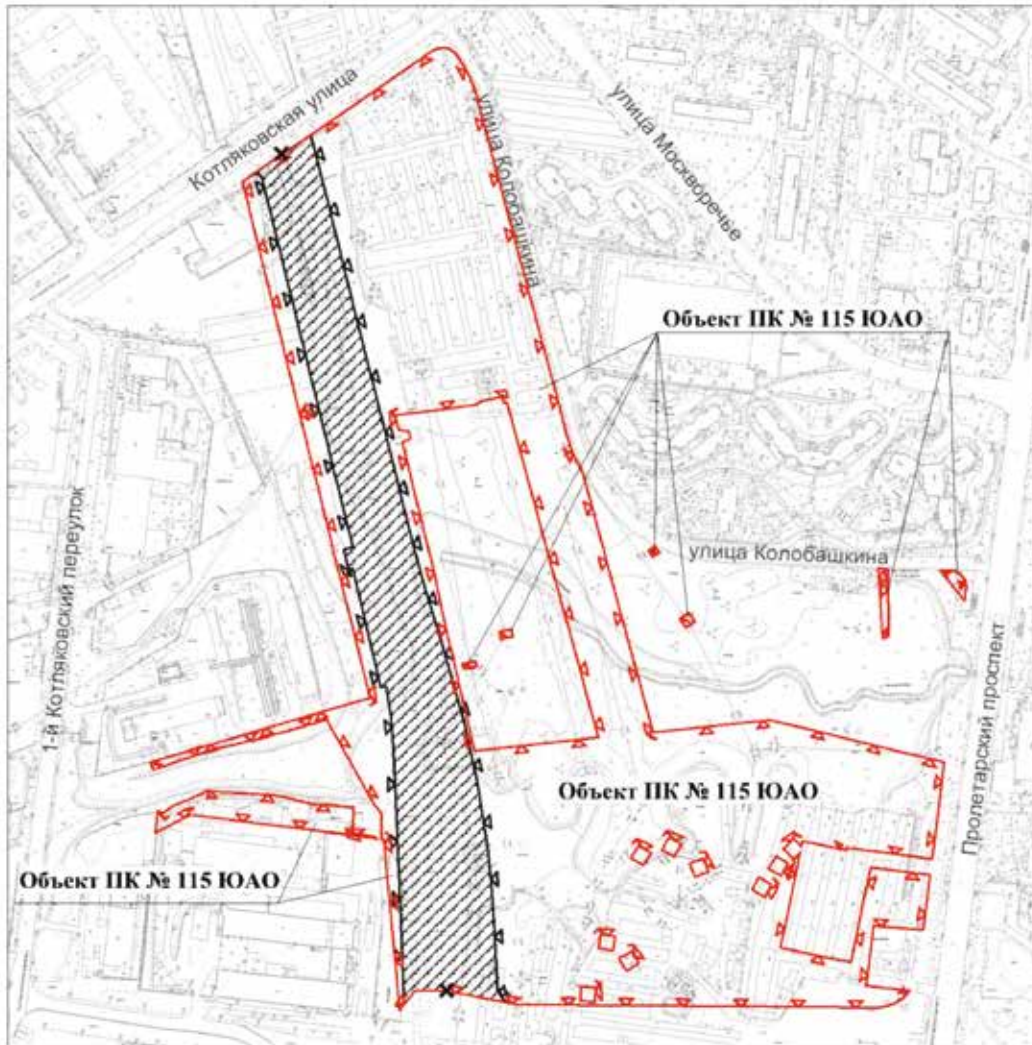 Котляковская улица
улица Колобашкина
улица Москворечье
Объект ПК № 115 ЮАО
1-й Котляковский переулок
улица Колобашкина
Пролетарский проспект
Объект ПК № 115 ЮАО
Объект ПК № 115 ЮАО